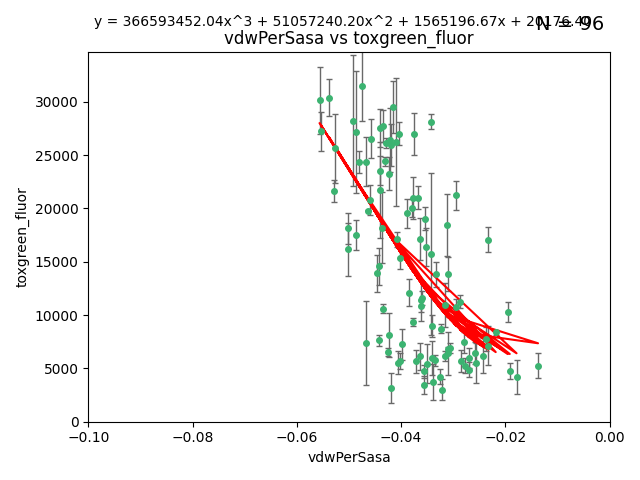 y = 366593452.04x^3 + 51057240.20x^2 + 1565196.67x + 20176.40
N = 96
vdwPerSasa vs toxgreen_fluor
toxgreen_fluor
30000
25000
20000
15000
10000
5000
0
−0.10 −0.08 −0.06 −0.04 −0.02 0.00
vdwPerSasa